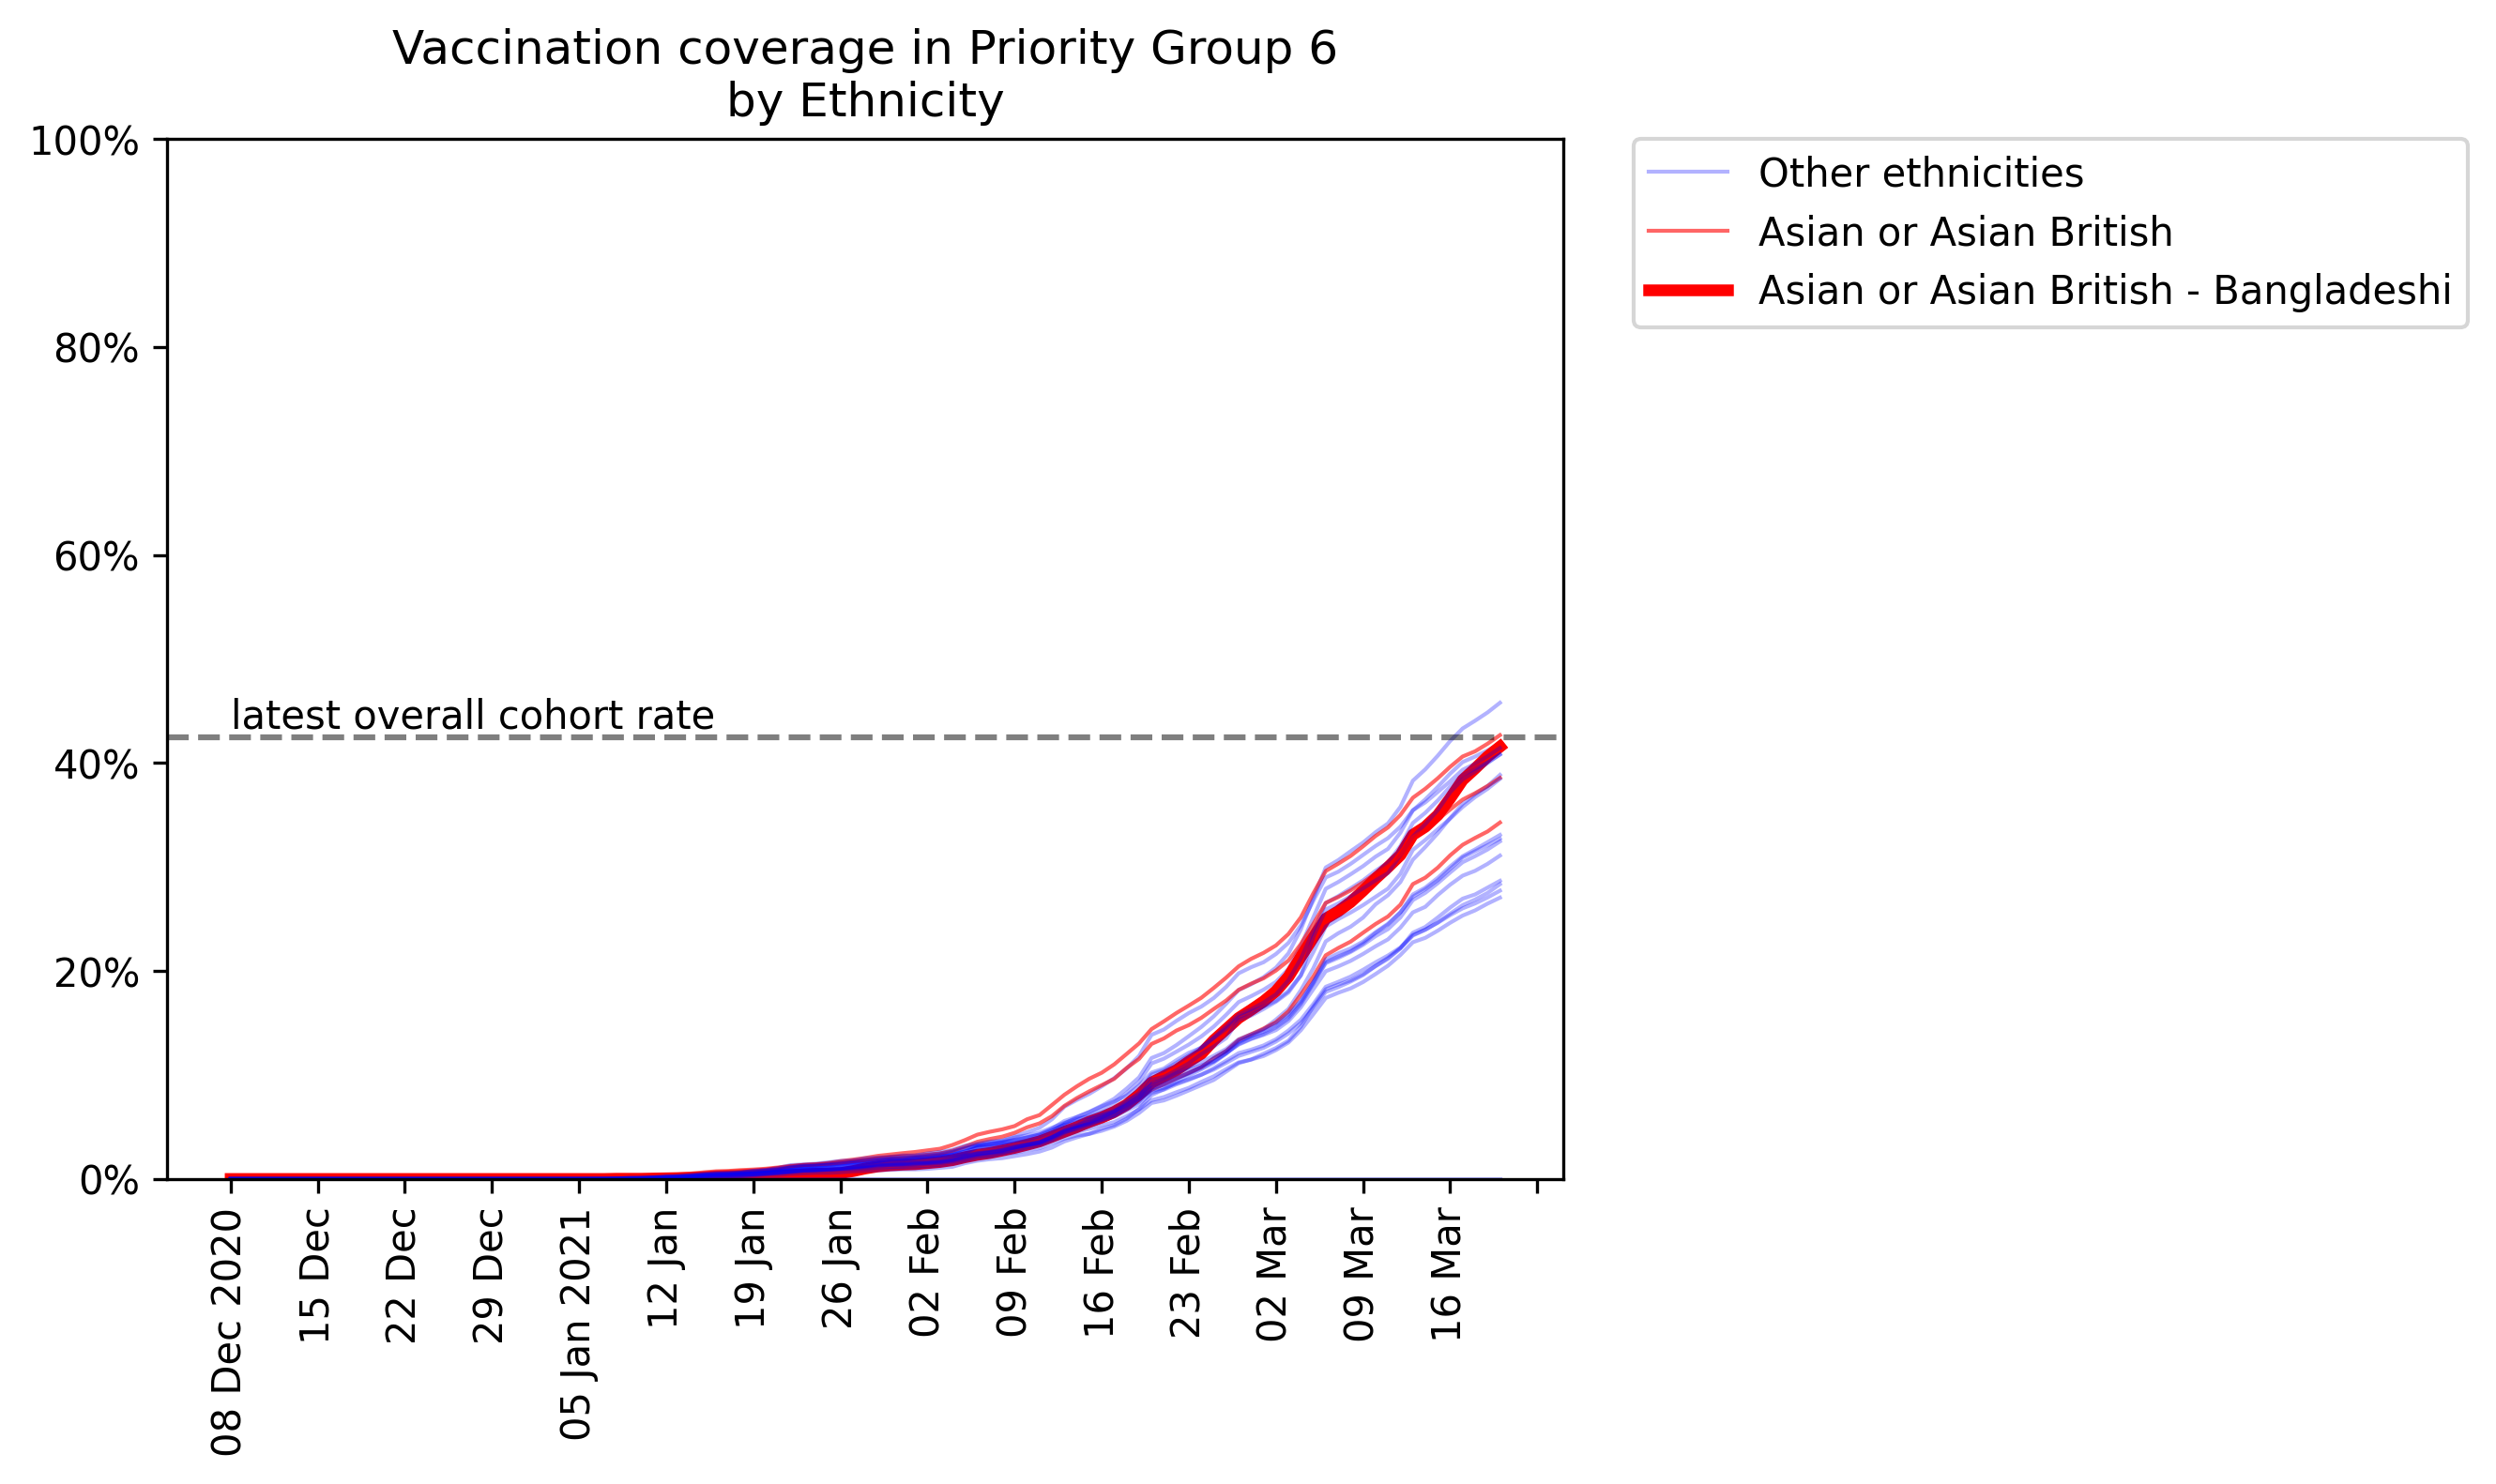 Vaccination coverage in Priority Group 6
by Ethnicity
100%
80%
60%
40%
20%
0%
latest overall cohort rate
08 Dec 2020
15 Dec
22 Dec
29 Dec
05 Jan 2021
12 Jan
19 Jan
26 Jan
02 Feb
09 Feb
16 Feb
23 Feb
02 Mar
09 Mar
16 Mar
Other ethnicities
Asian or Asian British
Asian or Asian British - Bangladeshi